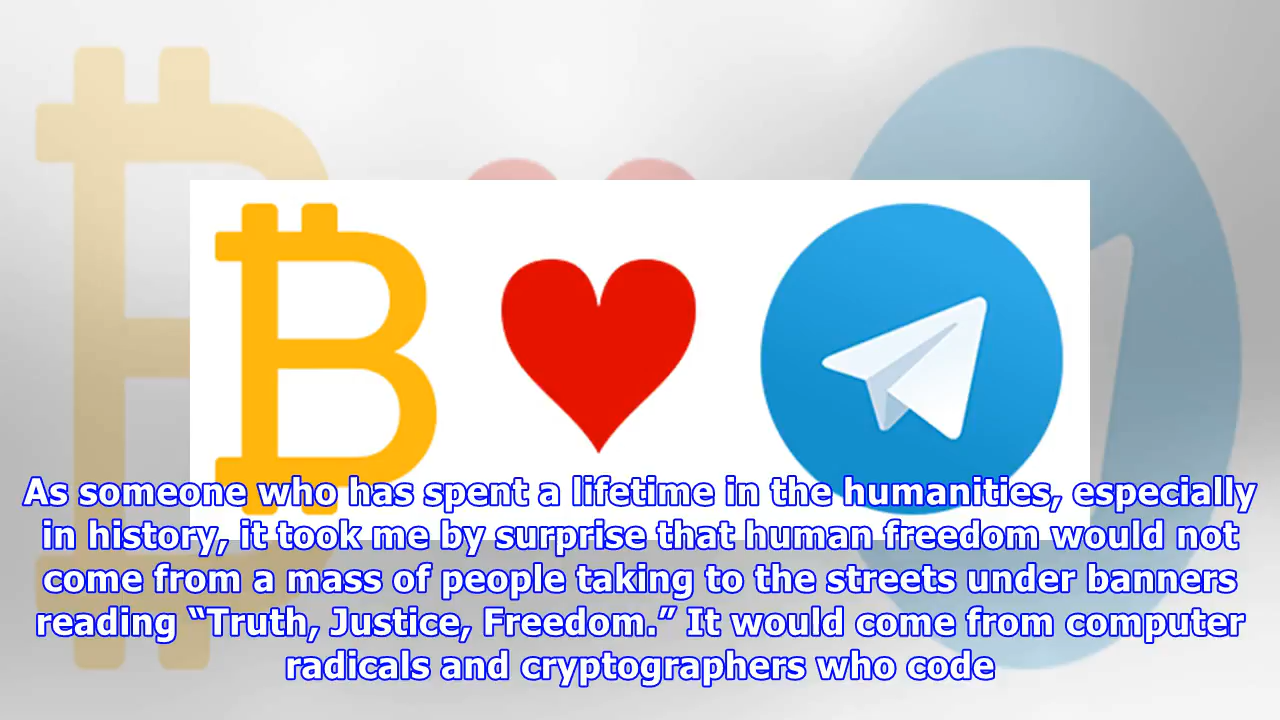 As someone who has spent a lifetime in the humanities, especially
in history, it took me by surprise that human freedom would not
come from a mass of people taking to the streets under banners
reading “Truth, Justice, Freedom.” It would come from computer
radicals and cryptographers who code